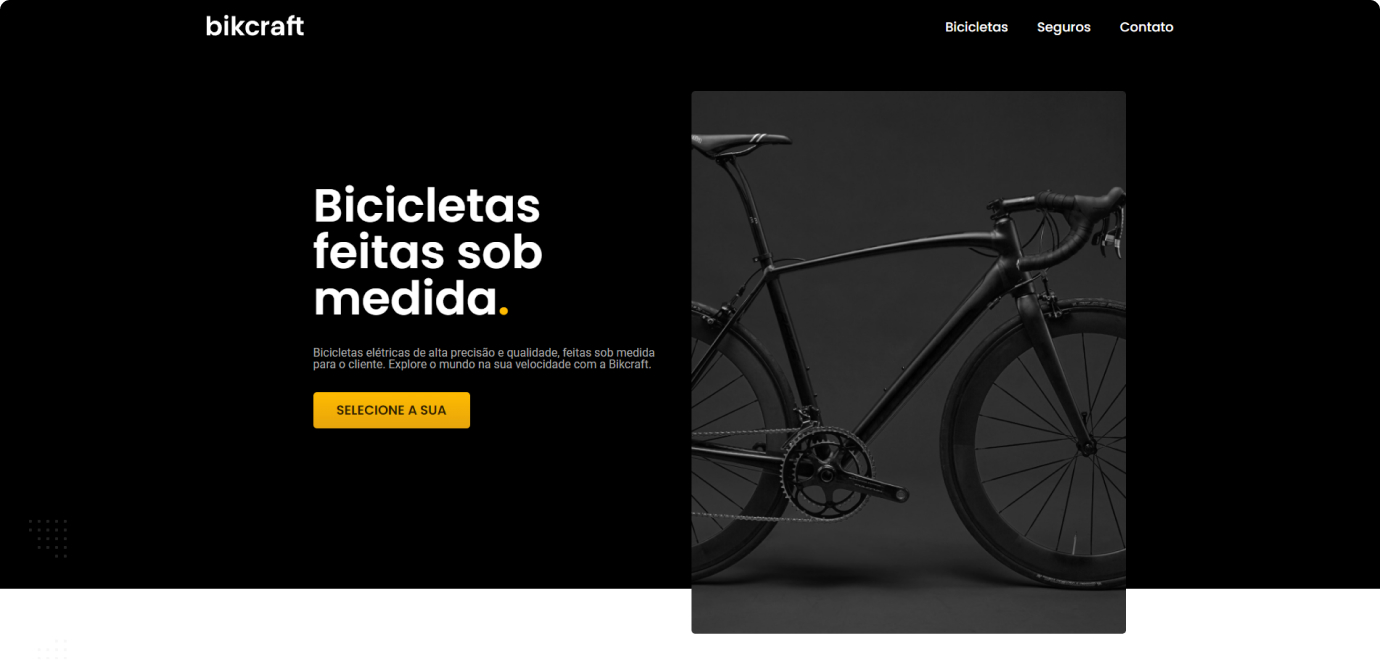 bikcraft
Bicicletas
Seguros
Contato
Bicicletas
feitas sob
medida.
Bicicletas elétricas de alta precisão e qualidade, feitas sob medida
para o cliente. Explore o mundo na sua velocidade com a Bikcraft.
SELECIONE A SUA